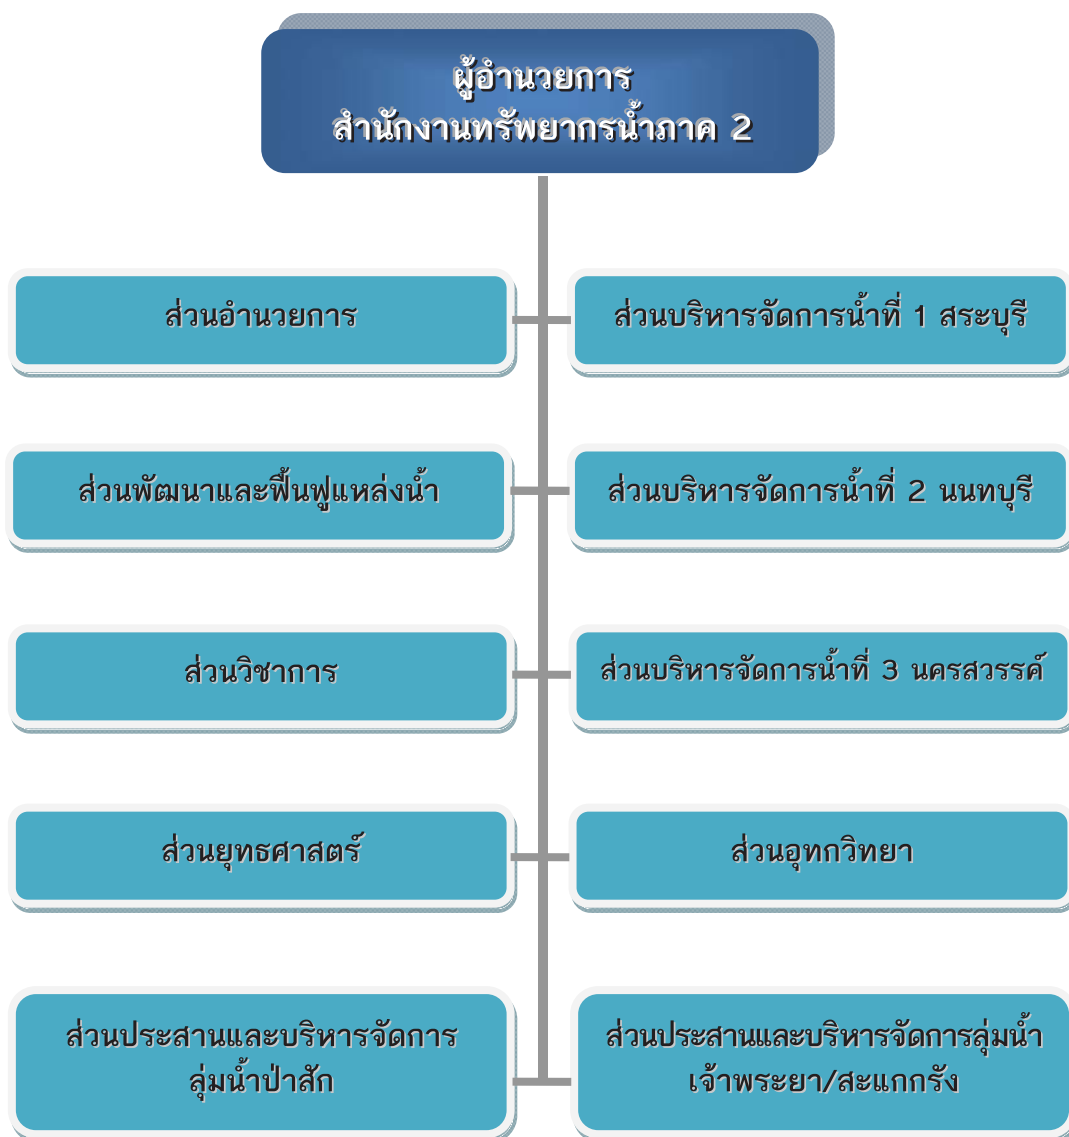 ผู้อำนวยการ
สำนักงานทรัพยากรน้ำภาค 2
ส่วนอำนวยการ
ส่วนบริหารจัดการน้ำที่ 1 สระบุรี
ส่วนพัฒนาและฟื้นฟูแหล่งน้ำ
ส่วนบริหารจัดการน้ำที่ 2 นนทบุรี
ส่วนวิชาการ
ส่วนบริหารจัดการน้ำที่ 3 นครสวรรค์
ส่วนยุทธศาสตร์
ส่วนอุทกวิทยา
ส่วนประสานและบริหารจัดการ
ลุ่มน้ำป่าสัก
ส่วนประสานและบริหารจัดการลุ่มน้ำ
เจ้าพระยา/สะแกกรัง